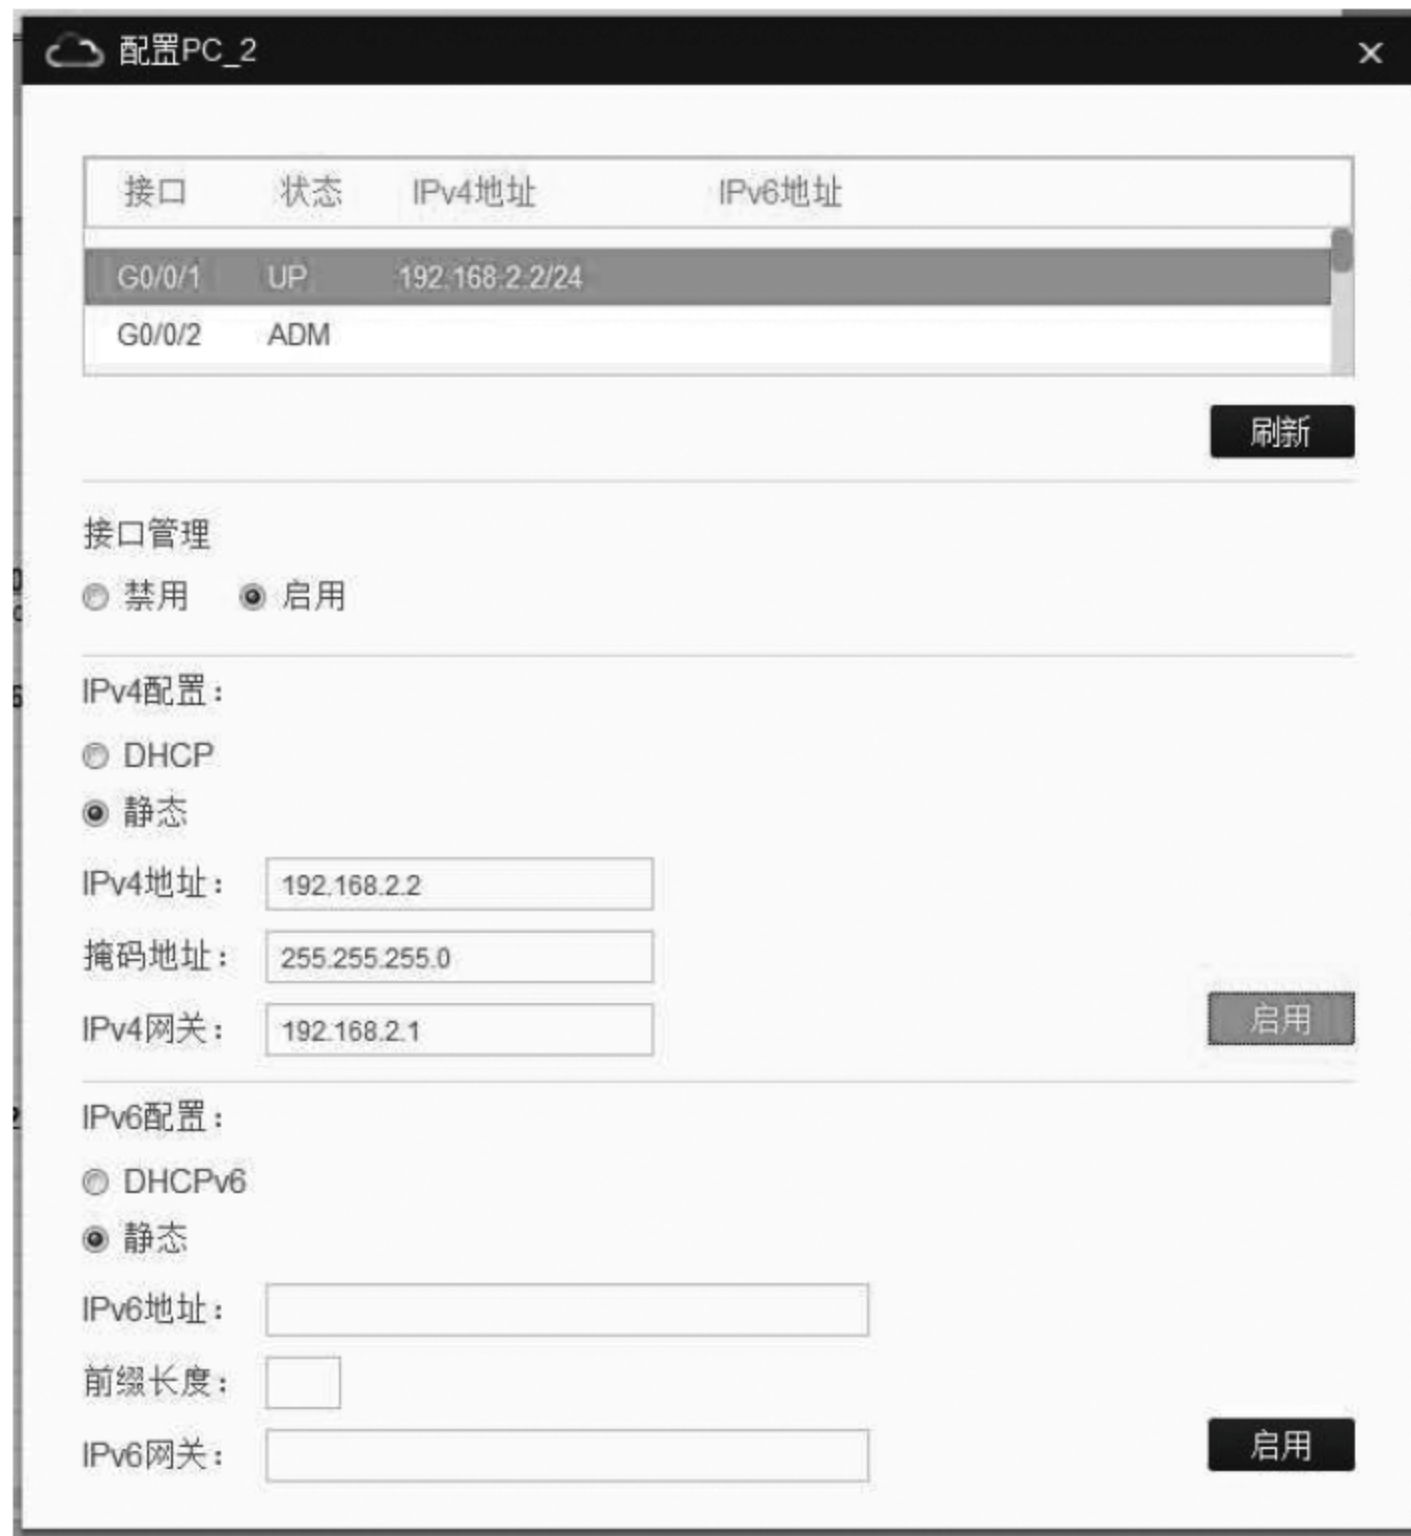 配置PC_2
接口 状态 IPv4地址 IPv6地址
G0/0/1 UP 192.168.2.2/24
G0/0/2 ADM
刷新
接口管理
禁用 启用
IPv4配置：
DHCP
静态
IPv4地址： 192.168.2.2
掩码地址： 255.255.255.0
启用
IPv4网关： 192.168.2.1
IPv6配置：
DHCPv6
静态
IPv6地址：
前缀长度：
IPv6网关：
启用